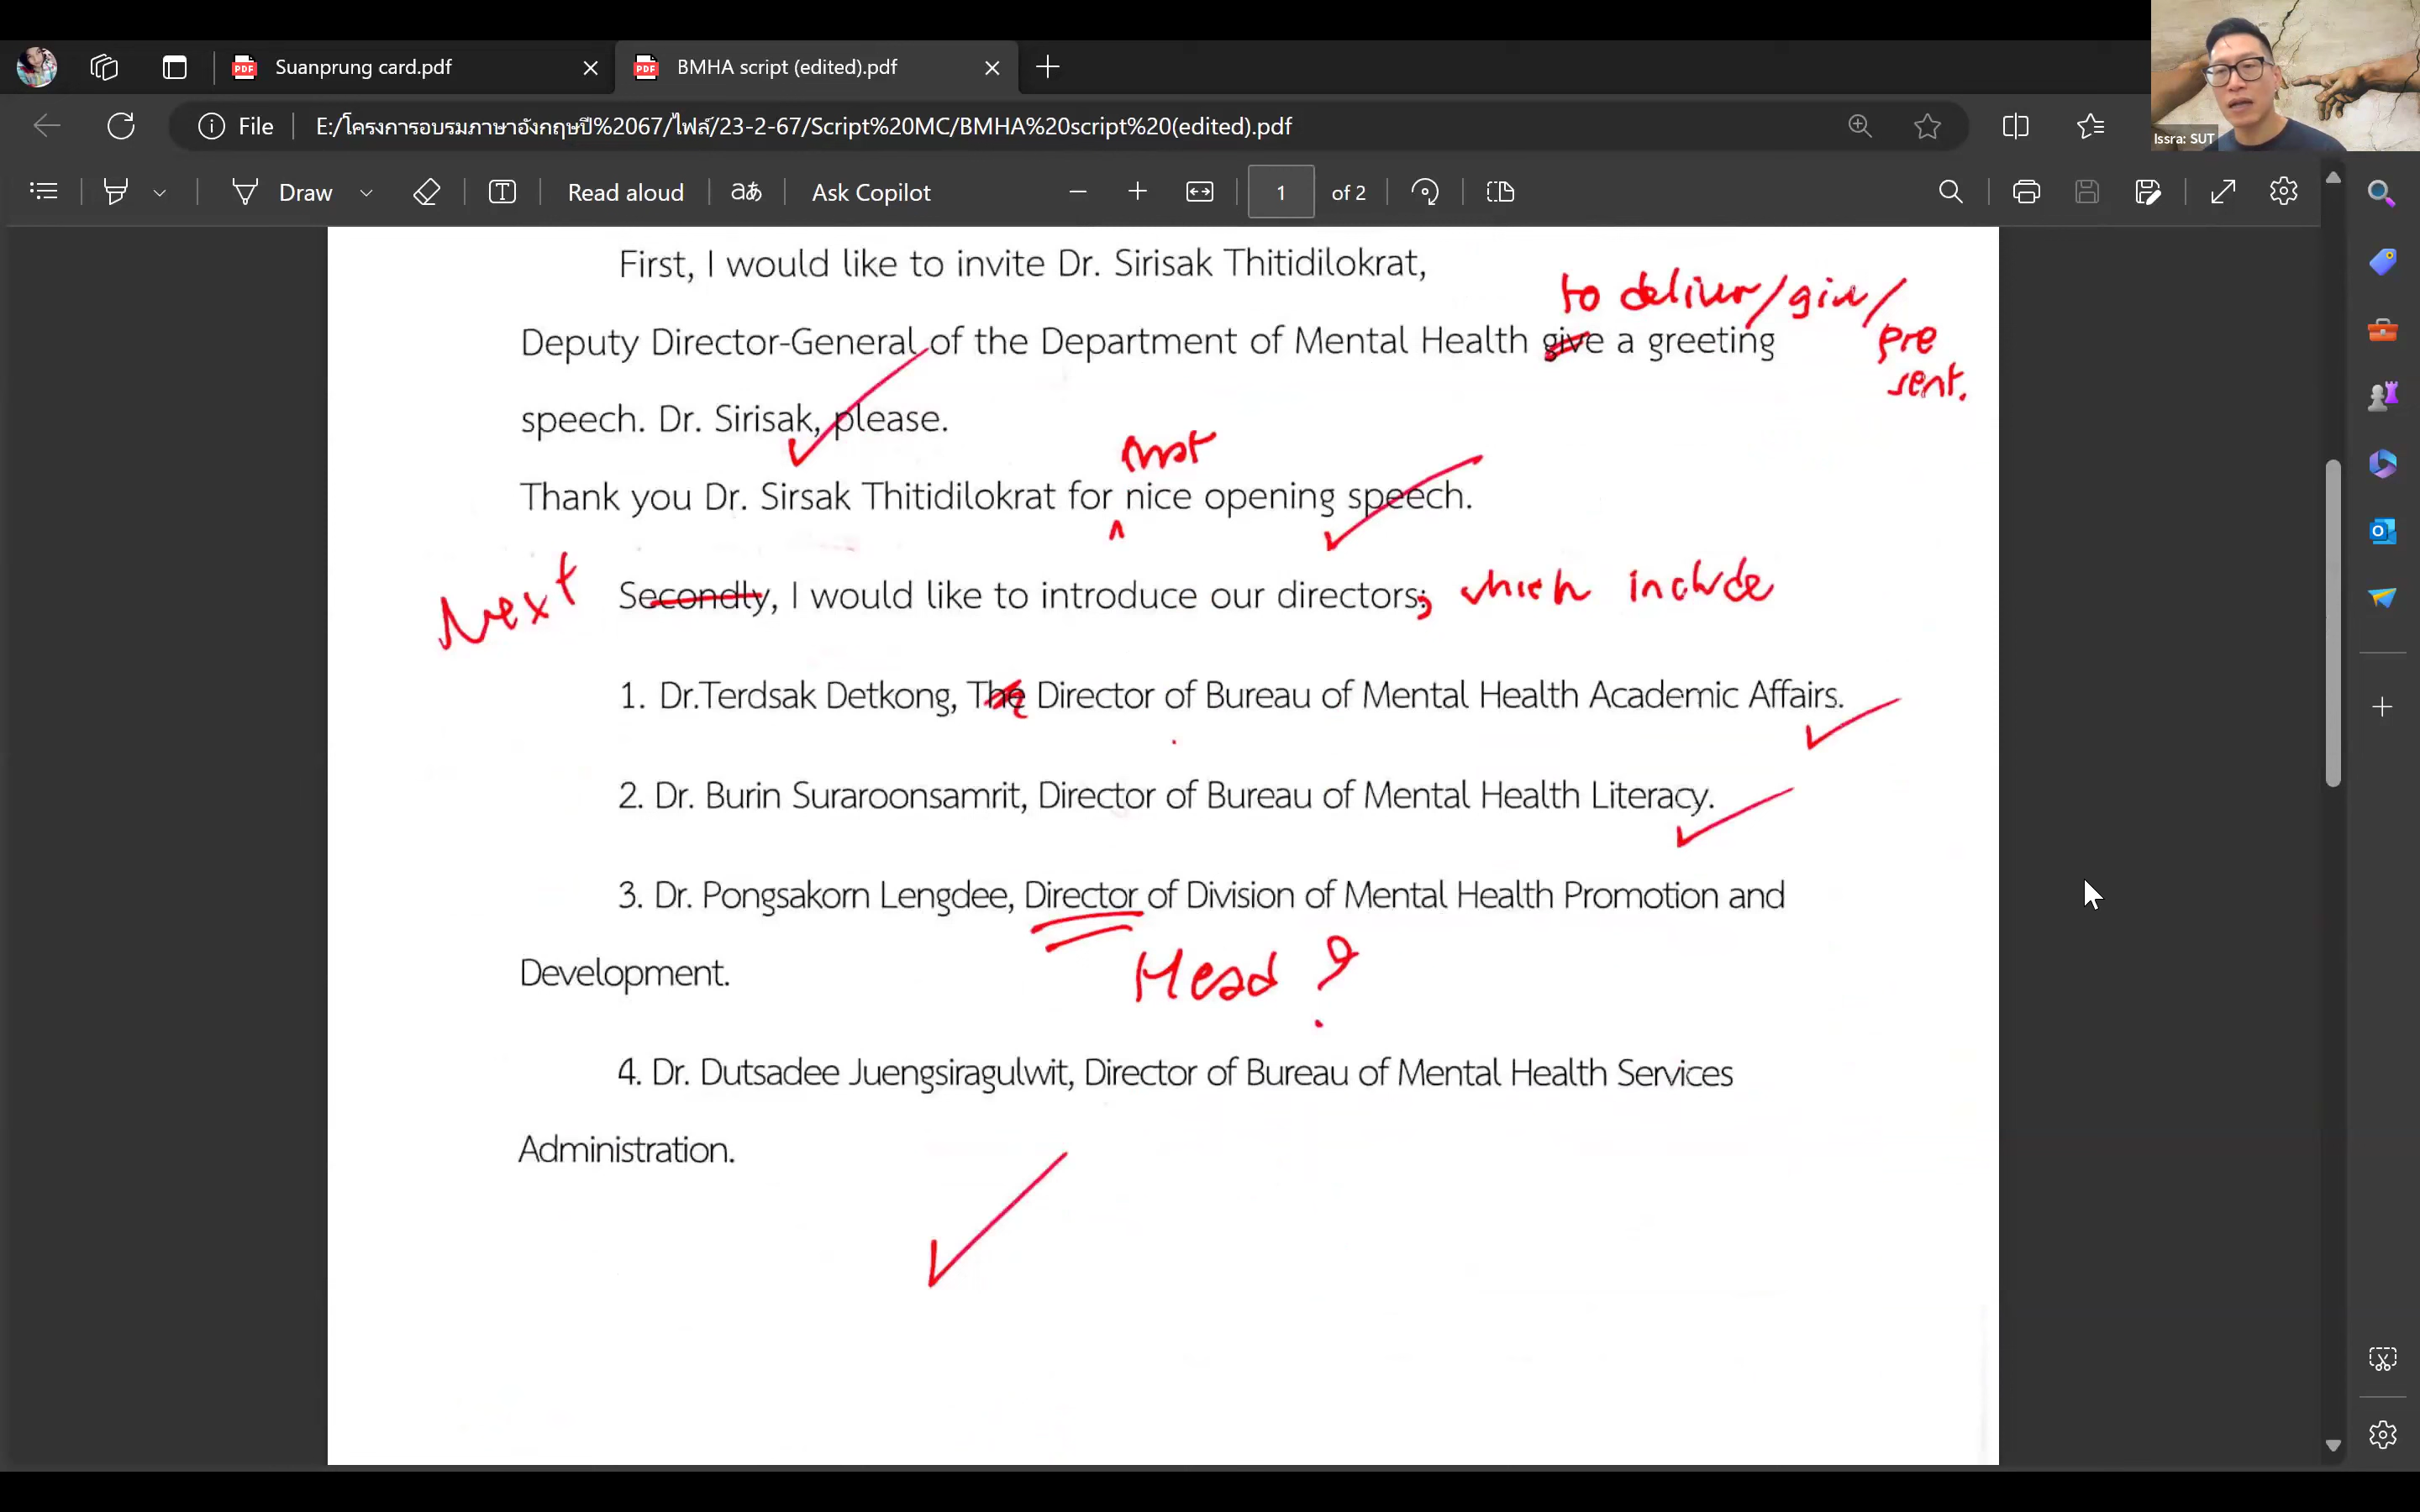 Suanprung card.pdf
BMHA script (edited).pdf
File
E:/โครงการอบรมภาษาอังกฤษปี%2067/ไฟล์/23-2-67/Script%20MC/BMHA%20script%20(edited).pdf
Issra: SUT
Draw
Read aloud
aあ
Ask Copilot
1 of 2
First, I would like to invite Dr. Sirisak Thitidilokrat,
to deliver/give/
Deputy Director-General of the Department of Mental Health give a greeting
pre
sent.
speech. Dr. Sirisak, please.
Thank you Dr. Sirsak Thitidilokrat for nice opening speech.
Next
Secondly, I would like to introduce our directors; which include
1. Dr.Terdsak Detkong, The Director of Bureau of Mental Health Academic Affairs.
2. Dr. Burin Suraroonsamrit, Director of Bureau of Mental Health Literacy.
3. Dr. Pongsakorn Lengdee, Director of Division of Mental Health Promotion and
Head ?
Development.
4. Dr. Dutsadee Juengsiragulwit, Director of Bureau of Mental Health Services
Administration.